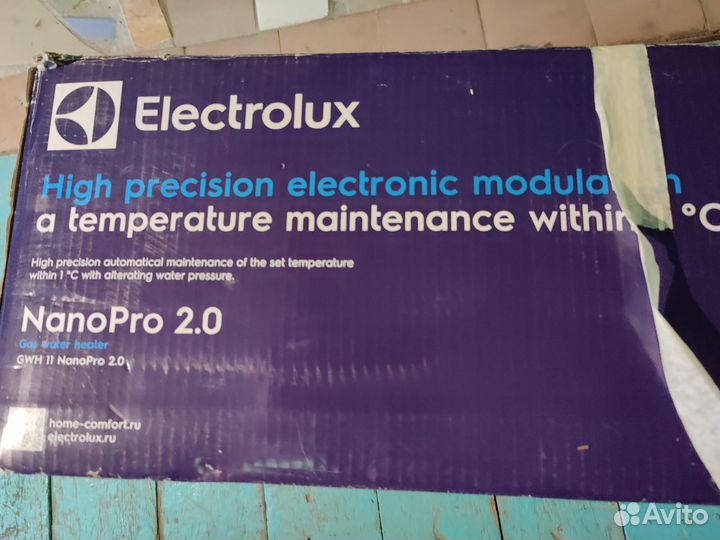 Electrolux
High precision electronic modulation
a temperature maintenance within °C
High precision automatical maintenance of the set temperature
within 1 °C with alterating water pressure.
NanoPro 2.0
Gas water heater
GWH 11 NanoPro 2.0
home-comfort.ru
electrolux.ru
Avito